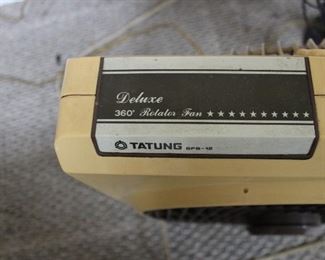 Deluxe
360° Rotator Fan ★★★★★★★★★★
TATUNG